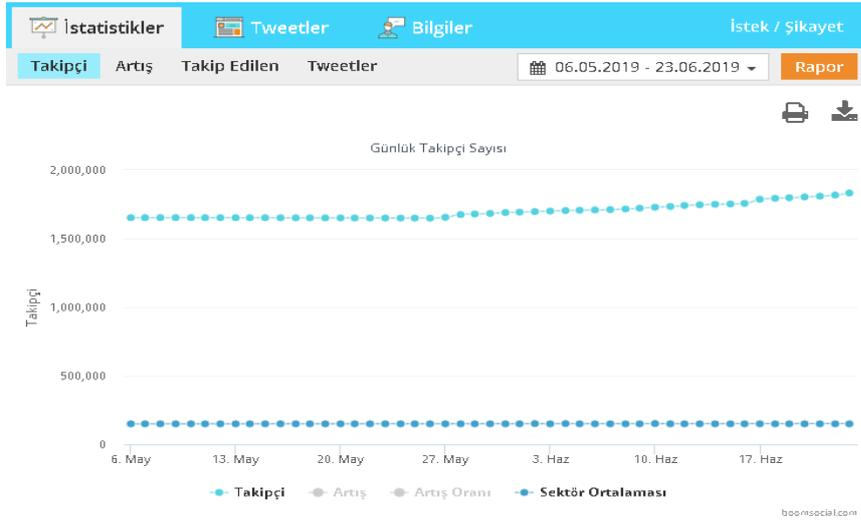 İstatistikler Tweetler Bilgiler İstek / Şikayet
Takipçi Artış Takip Edilen Tweetler 06.05.2019 - 23.06.2019 Rapor
Günlük Takipçi Sayısı
2,000,000
1,500,000
1,000,000
500,000
0
Takipçi
6. May 13. May 20. May 27. May 3. Haz 10. Haz 17. Haz
Takipçi Artış Artış Oranı Sektör Ortalaması
boomsocial.com